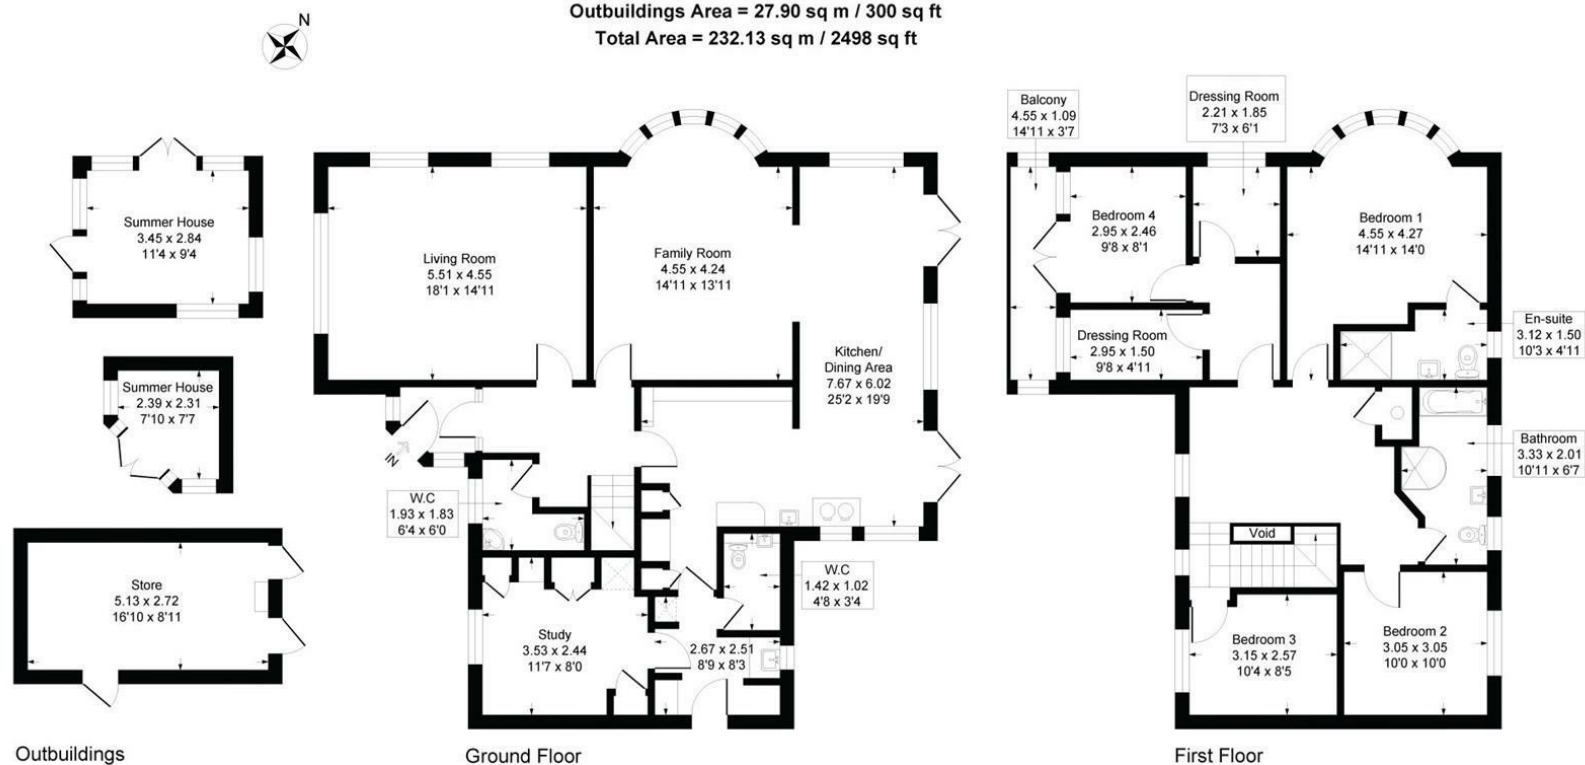 Outbuildings Area = 27.90 sq m / 300 sq ft
Total Area = 232.13 sq m / 2498 sq ft
N
Summer House
3.45 x 2.84
11'4 x 9'4
Summer House
2.39 x 2.31
7'10 x 7'7
Store
5.13 x 2.72
16'10 x 8'11
Outbuildings
Living Room
5.51 x 4.55
18'1 x 14'11
Family Room
4.55 x 4.24
14'11 x 13'11
Kitchen/
Dining Area
7.67 x 6.02
25'2 x 19'9
IN
W.C
1.93 x 1.83
6'4 x 6'0
W.C
1.42 x 1.02
4'8 x 3'4
Study
3.53 x 2.44
11'7 x 8'0
2.67 x 2.51
8'9 x 8'3
Ground Floor
Balcony
4.55 x 1.09
14'11 x 3'7
Dressing Room
2.21 x 1.85
7'3 x 6'1
Bedroom 4
2.95 x 2.46
9'8 x 8'1
Bedroom 1
4.55 x 4.27
14'11 x 14'0
Dressing Room
2.95 x 1.50
9'8 x 4'11
En-suite
3.12 x 1.50
10'3 x 4'11
Bathroom
3.33 x 2.01
10'11 x 6'7
Void
Bedroom 3
3.15 x 2.57
10'4 x 8'5
Bedroom 2
3.05 x 3.05
10'0 x 10'0
First Floor